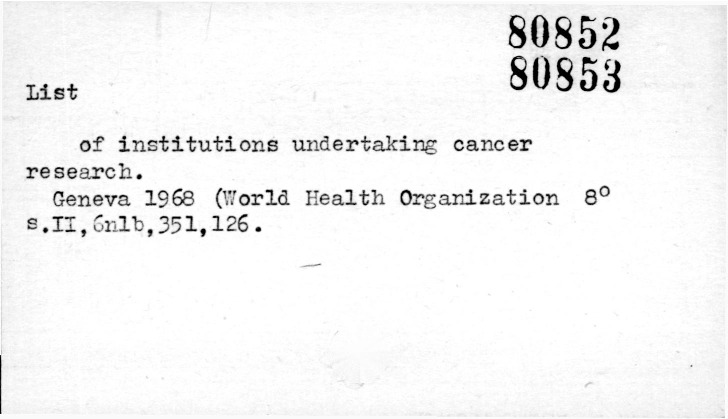 80852
80853
List
of institutions undertaking cancer
research.
Geneva 1968 (World Health Organization 8°
s.II,6nlb,351,126.